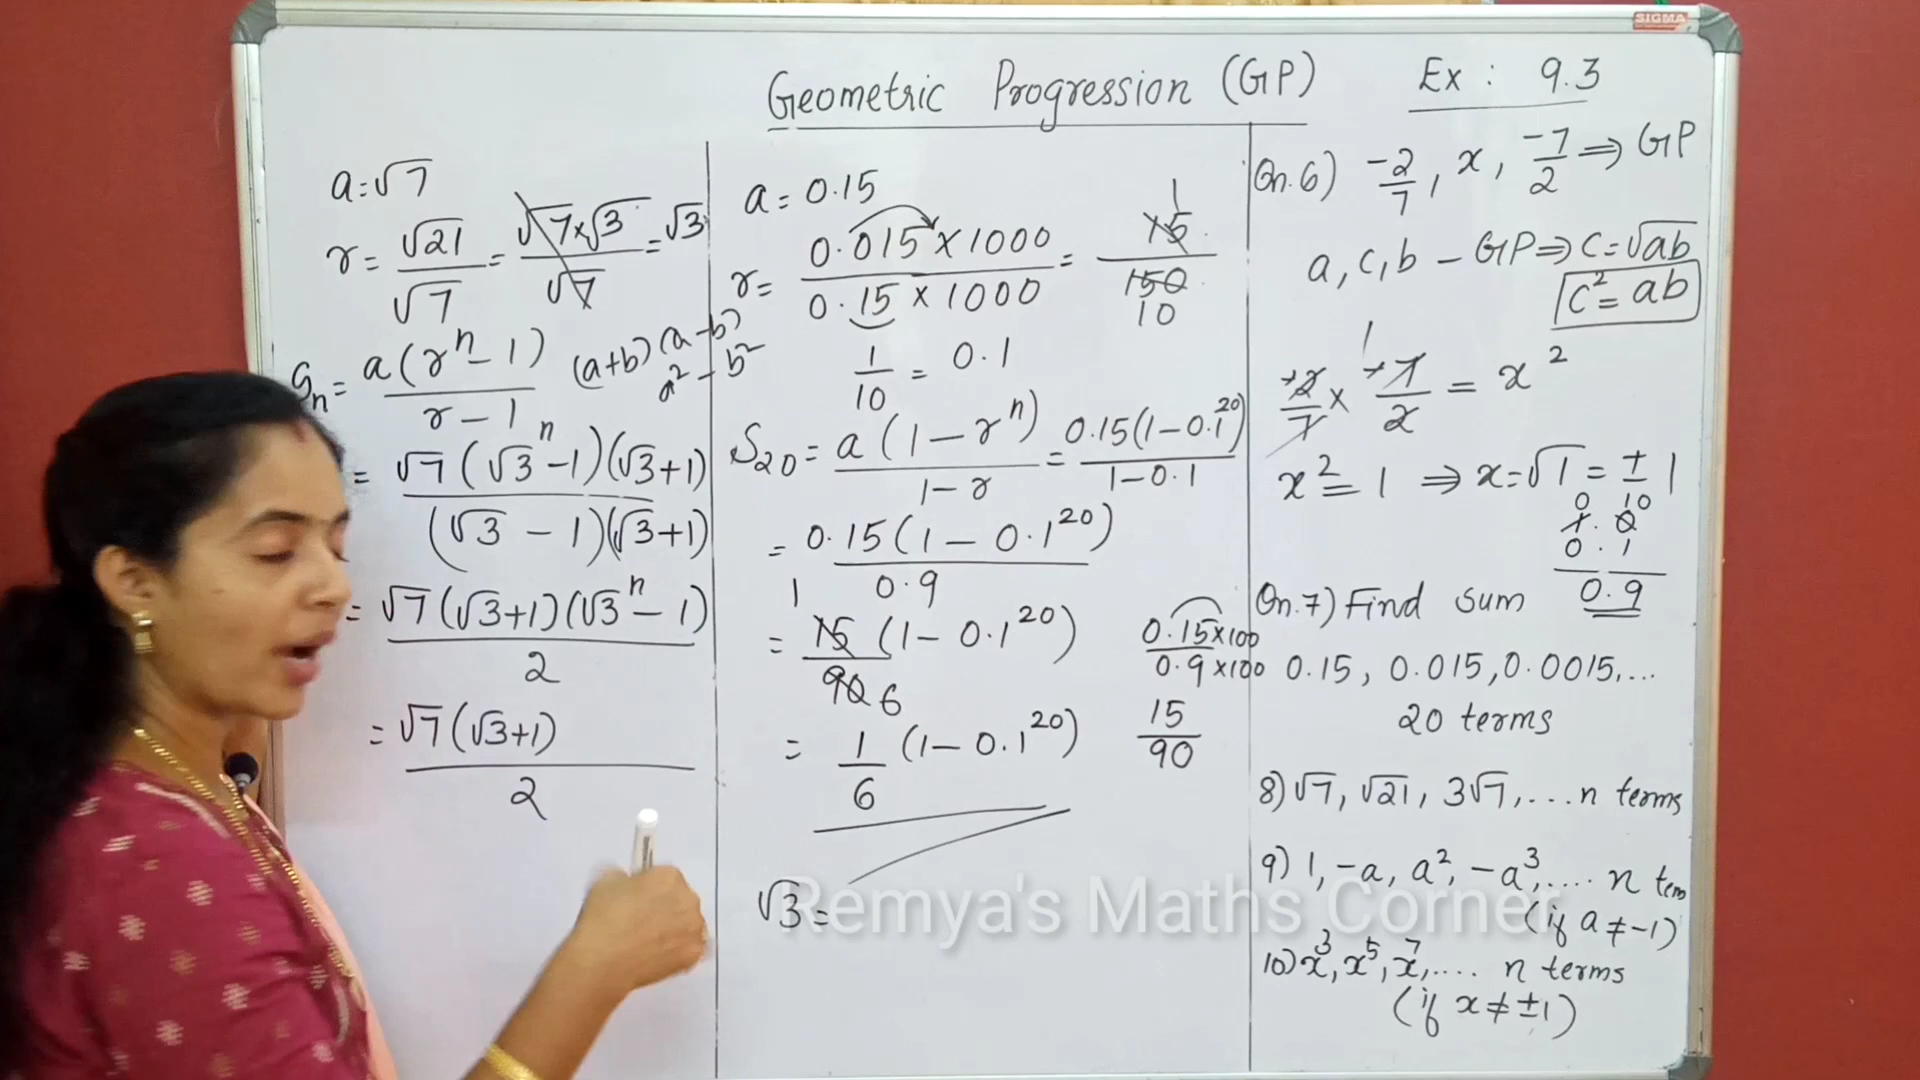 SIGMA
Geometric Progression (GP)
Ex : 9.3
a = √7
r = √21/√7 = √7×√3/√7 = √3
Sn = a(r^n - 1)/r - 1
(a+b)(a-b)
a² - b²
= √7(√3^n - 1)(√3+1)/(√3 - 1)(√3+1)
= √7(√3+1)(√3^n - 1)/2
= √7(√3+1)/2
a = 0.15
r = 0.015 × 1000/0.15 × 1000 = 15/150
1
10
1/10 = 0.1
S20 = a(1 - r^n)/1 - r = 0.15(1 - 0.1^20)/1 - 0.1
= 0.15(1 - 0.1^20)/0.9
1
= 15/90 (1 - 0.1^20)
6
0.15×100/0.9×100
15/90
= 1/6 (1 - 0.1^20)
√3 =
Qn.6) -2/7, x, -7/2 ⇒ GP
a, c, b - GP ⇒ c = √ab
c² = ab
1
-2/7 × -7/2 = x²
x² = 1 ⇒ x = √1 = ±1
0 10
1.0
0.1
0.9
Qn.7) Find sum
0.15, 0.015, 0.0015,...
20 terms
8) √7, √21, 3√7,... n terms
9) 1, -a, a², -a³,.... n tem
(if a ≠ -1)
10) x³, x⁵, x⁷,.... n terms
(if x ≠ ±1)
Remya's Maths Corner